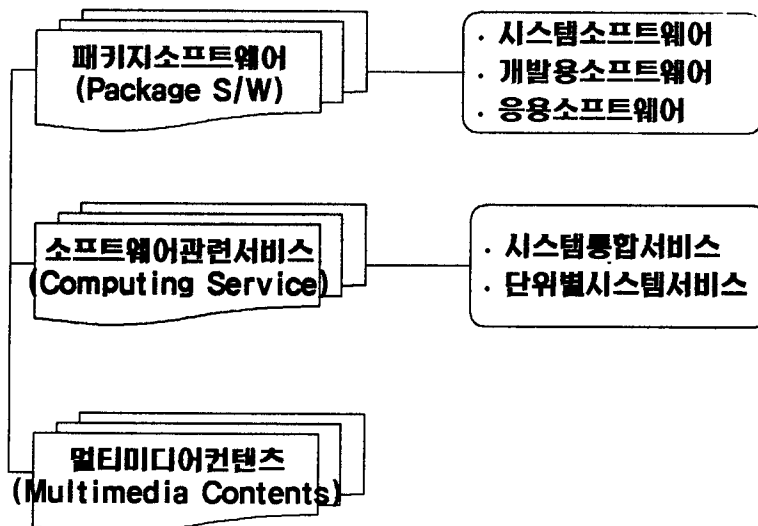 패키지소프트웨어
(Package S/W)
· 시스템소프트웨어
· 개발용소프트웨어
· 응용소프트웨어
소프트웨어관련서비스
(Computing Service)
· 시스템통합서비스
· 단위별시스템서비스
멀티미디어컨텐츠
(Multimedia Contents)